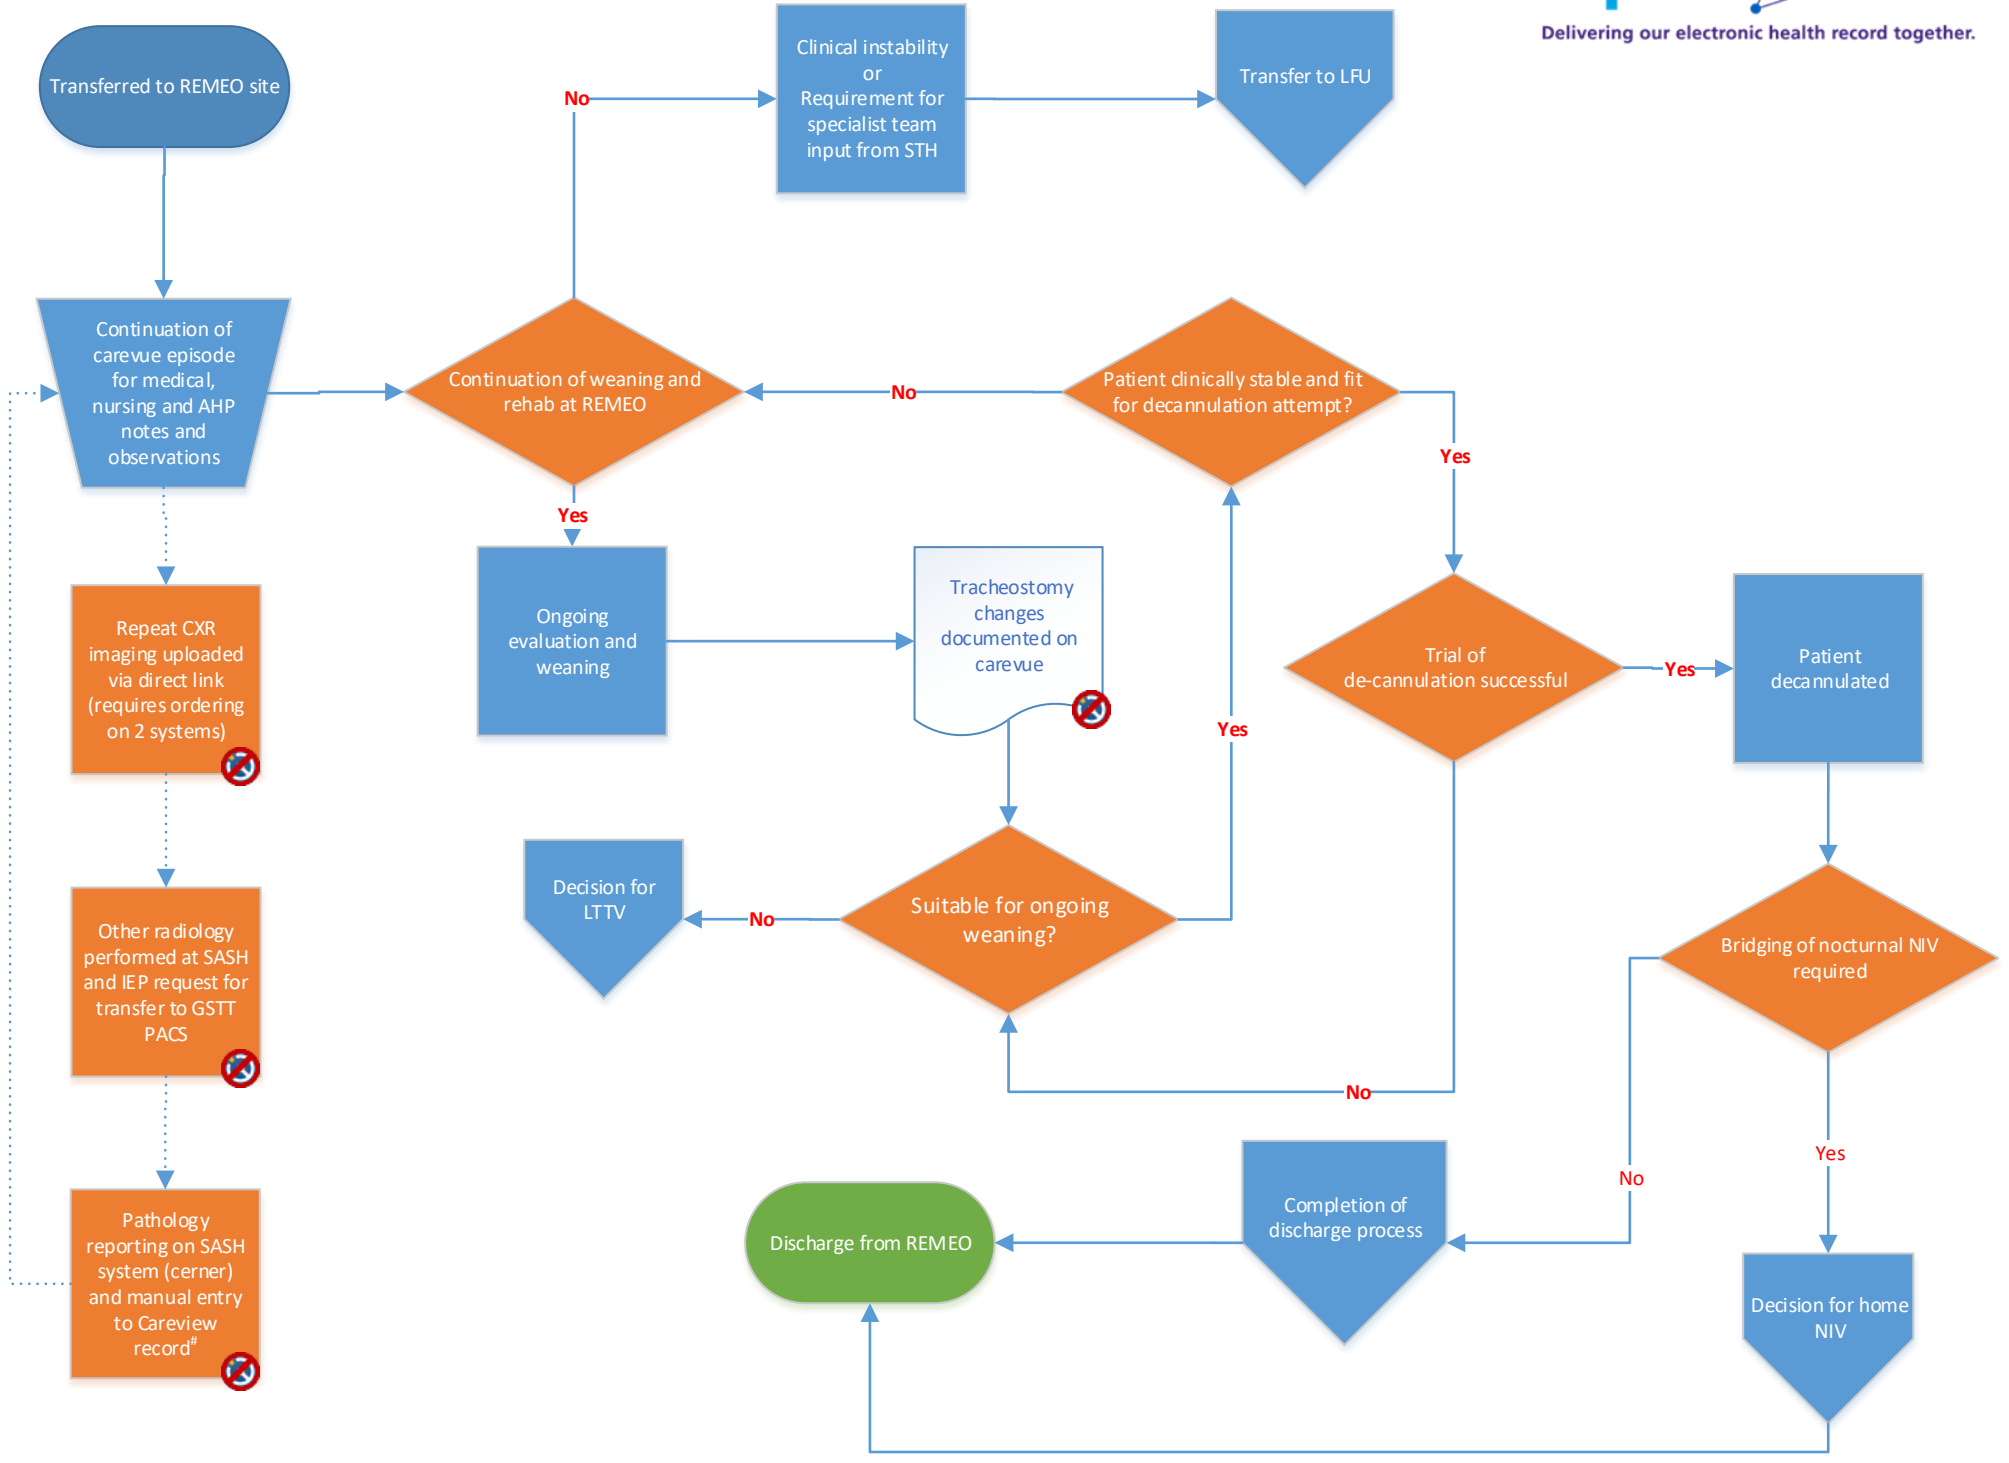 Delivering our electronic health record together.
Transferred to REMEO site
Clinical instability
or
Requirement for
specialist team
input from STH
Transfer to LFU
No
Continuation of
carevue episode
for medical,
nursing and AHP
notes and
observations
Continuation of weaning and
rehab at REMEO
No
Patient clinically stable and fit
for decannulation attempt?
Yes
Yes
Repeat CXR
imaging uploaded
via direct link
(requires ordering
on 2 systems)
Ongoing
evaluation and
weaning
Tracheostomy
changes
documented on
carevue
Yes
Trial of
de-cannulation successful
Yes
Patient
decannulated
Other radiology
performed at SASH
and IEP request for
transfer to GSTT
PACS
Decision for
LTTV
No
Suitable for ongoing
weaning?
Bridging of nocturnal NIV
required
No
Yes
No
Pathology
reporting on SASH
system (cerner)
and manual entry
to Careview
record#
Discharge from REMEO
Completion of
discharge process
Decision for home
NIV